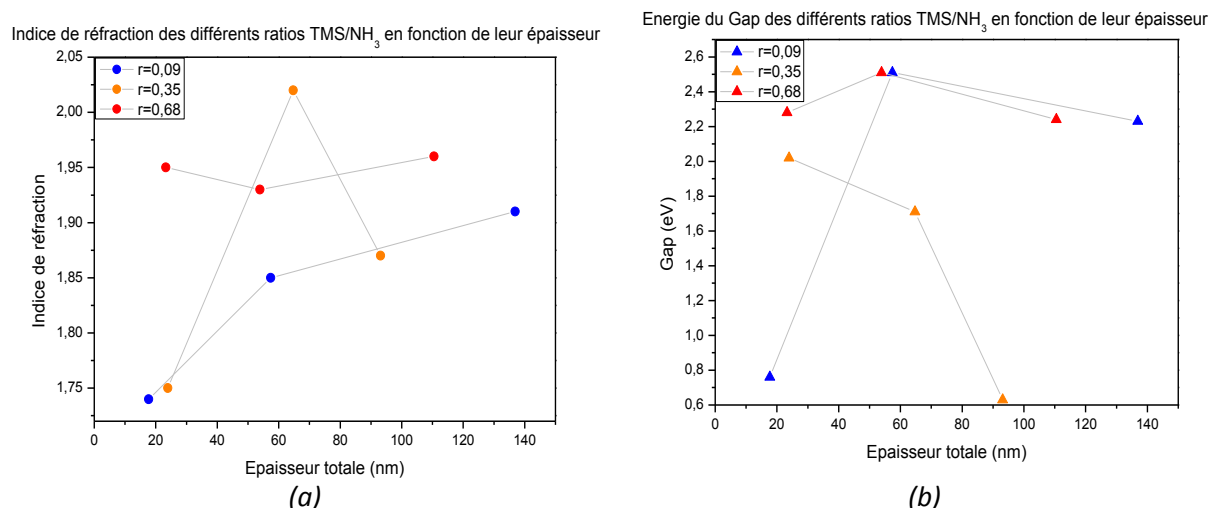 Indice de réfraction des différents ratios TMS/NH3 en fonction de leur épaisseur
r=0,09
r=0,35
r=0,68
2,05
2,00
1,95
1,90
1,85
1,80
1,75
Indice de réfraction
0 20 40 60 80 100 120 140
Epaisseur totale (nm)
(a)
Energie du Gap des différents ratios TMS/NH3 en fonction de leur épaisseur
r=0,09
r=0,35
r=0,68
2,6
2,4
2,2
2,0
1,8
1,6
1,4
1,2
1,0
0,8
0,6
Gap (eV)
0 20 40 60 80 100 120 140
Epaisseur totale (nm)
(b)